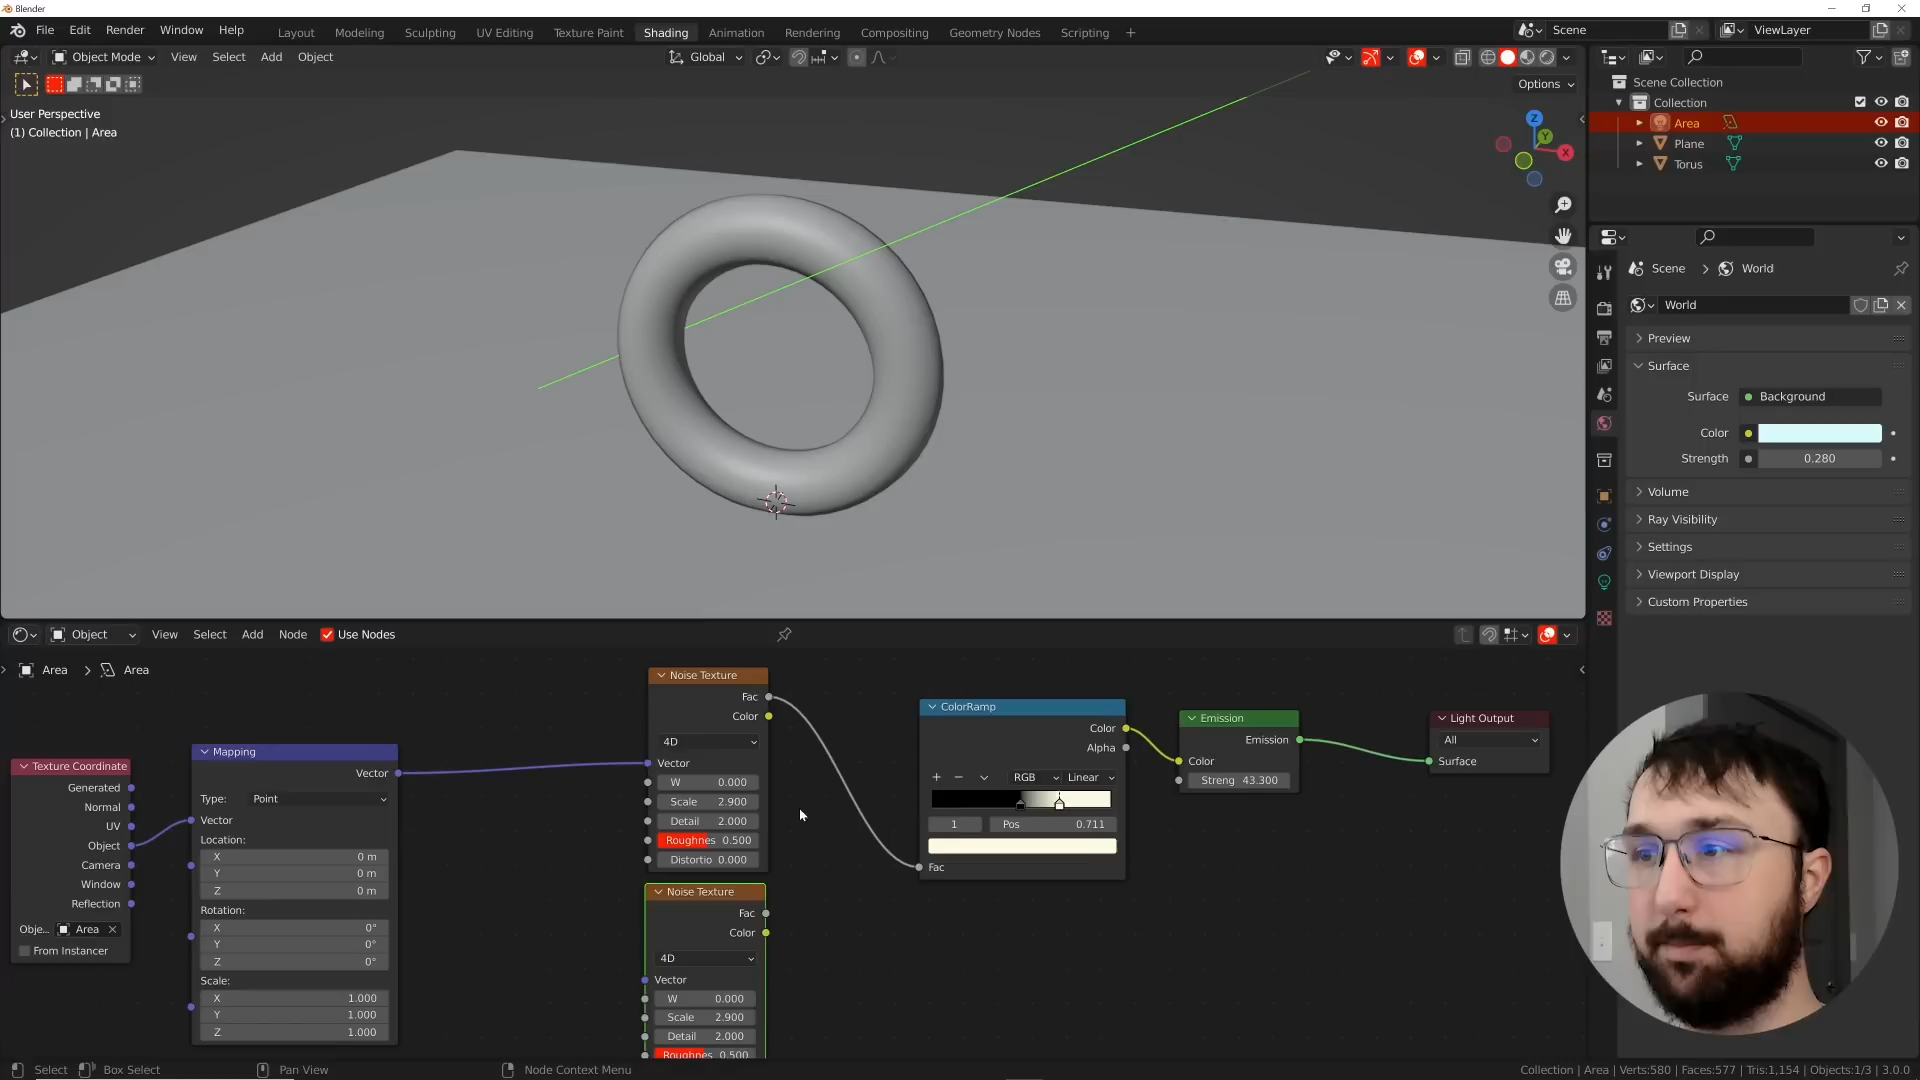 Blender
File Edit Render Window Help
Layout Modeling Sculpting UV Editing Texture Paint Shading Animation Rendering Compositing Geometry Nodes Scripting +
Scene
ViewLayer
Object Mode View Select Add Object
Global
Options
User Perspective
(1) Collection | Area
Z
Y
X
Scene Collection
Collection
Area
Plane
Torus
Scene > World
World
Preview
Surface
Surface Background
Color
Strength 0.280
Volume
Ray Visibility
Settings
Viewport Display
Custom Properties
Object View Select Add Node Use Nodes
Area > Area
Texture Coordinate
Generated
Normal
UV
Object
Camera
Window
Reflection
Obje... Area
From Instancer
Mapping
Vector
Type: Point
Vector
Location:
X 0 m
Y 0 m
Z 0 m
Rotation:
X 0°
Y 0°
Z 0°
Scale:
X 1.000
Y 1.000
Z 1.000
Noise Texture
Fac
Color
4D
Vector
W 0.000
Scale 2.900
Detail 2.000
Roughnes 0.500
Distortio 0.000
Noise Texture
Fac
Color
4D
Vector
W 0.000
Scale 2.900
Detail 2.000
Roughnes 0.500
ColorRamp
Color
Alpha
RGB Linear
1 Pos 0.711
Fac
Emission
Emission
Color
Streng 43.300
Light Output
All
Surface
Select Box Select Pan View Node Context Menu
Collection | Area | Verts:580 | Faces:577 | Tris:1,154 | Objects:1/3 | 3.0.0